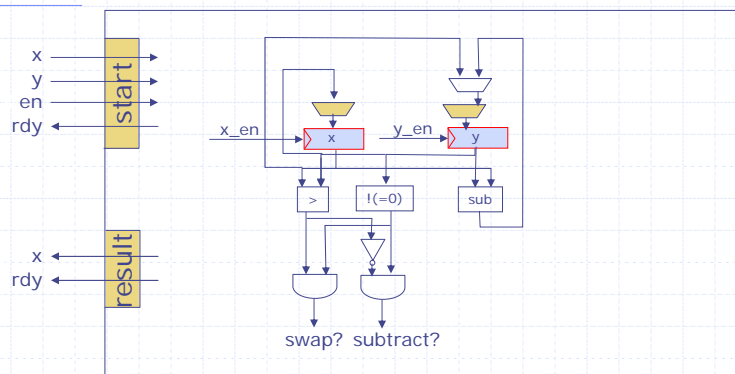 x
y
en
rdy
start
x_en
x
y_en
y
>
!(=0)
sub
x
rdy
result
swap?
subtract?